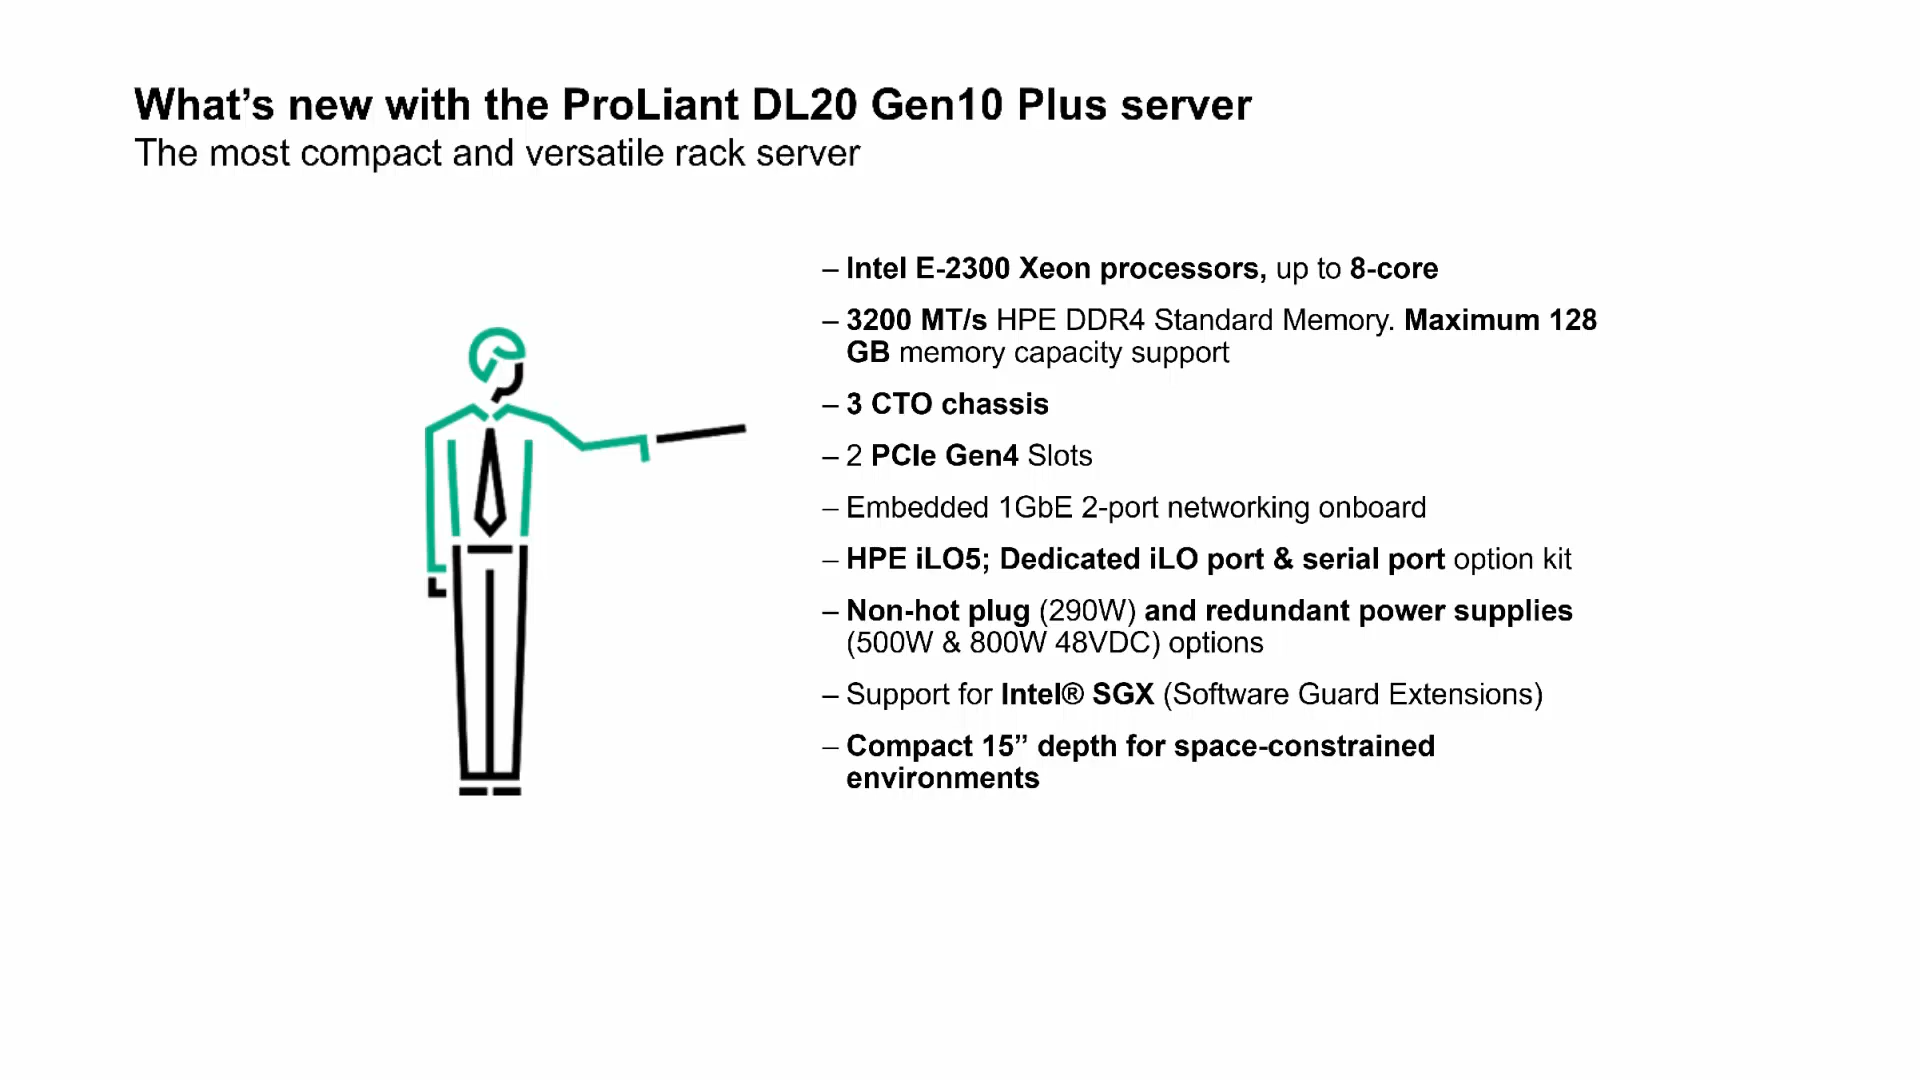 What’s new with the ProLiant DL20 Gen10 Plus server
The most compact and versatile rack server
– Intel E-2300 Xeon processors, up to 8-core
– 3200 MT/s HPE DDR4 Standard Memory. Maximum 128
GB memory capacity support
– 3 CTO chassis
– 2 PCIe Gen4 Slots
– Embedded 1GbE 2-port networking onboard
– HPE iLO5; Dedicated iLO port & serial port option kit
– Non-hot plug (290W) and redundant power supplies
(500W & 800W 48VDC) options
– Support for Intel® SGX (Software Guard Extensions)
– Compact 15” depth for space-constrained
environments